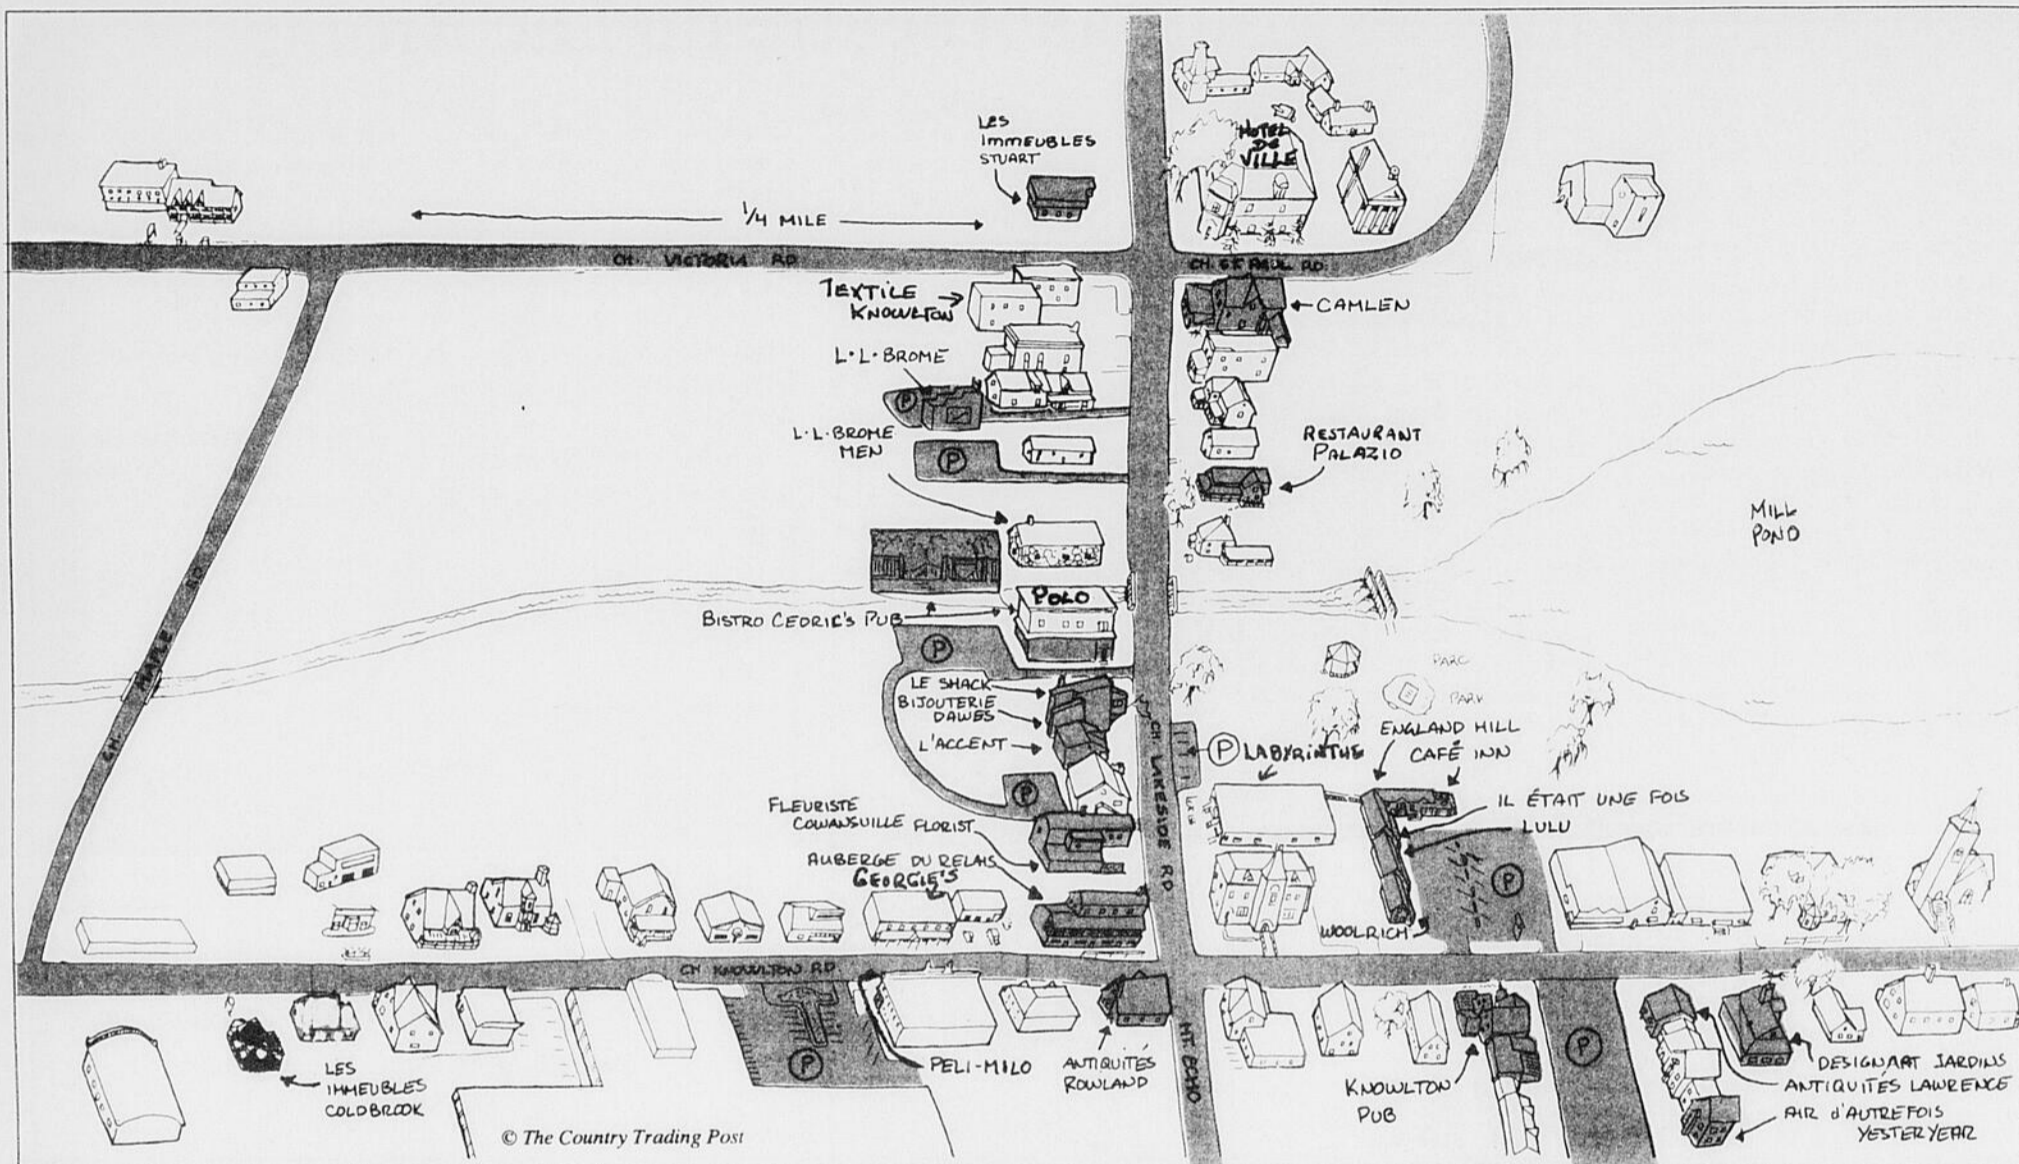 LES
IMMEUBLES
STUART
HOTEL
DE
VILLE
1/4 MILE
CH. VICTORIA RD
CH. ST PAUL RD.
TEXTILE
KNOWLTON
CAMLEN
L.L.BROME
P
L.L.BROME
MEN
P
RESTAURANT
PALAZIO
MILL
POND
POLO
BISTRO CEDRIC'S PUB
P
CH. MAPLE RD
PARC
PARK
LE SHACK
BIJOUTERIE
DAWES
L'ACCENT
CH LAKESIDE RD
P LABYRINTHE
ENGLAND HILL
CAFÉ INN
P
FLEURISTE
COWANSVILLE FLORIST
IL ÉTAIT UNE FOIS
LULU
AUBERGE DU RELAIS
GEORGIE'S
P
WOOLRICH
CH KNOWLTON RD.
LES
IMMEUBLES
COLDBROOK
P
PELI-MILO
ANTIQUITÉS
ROWLAND
MT ECHO
KNOWLTON
PUB
P
DESIGNART JARDINS
ANTIQUITÉS LAWRENCE
AIR d'AUTREFOIS
YESTERYEAR
© The Country Trading Post